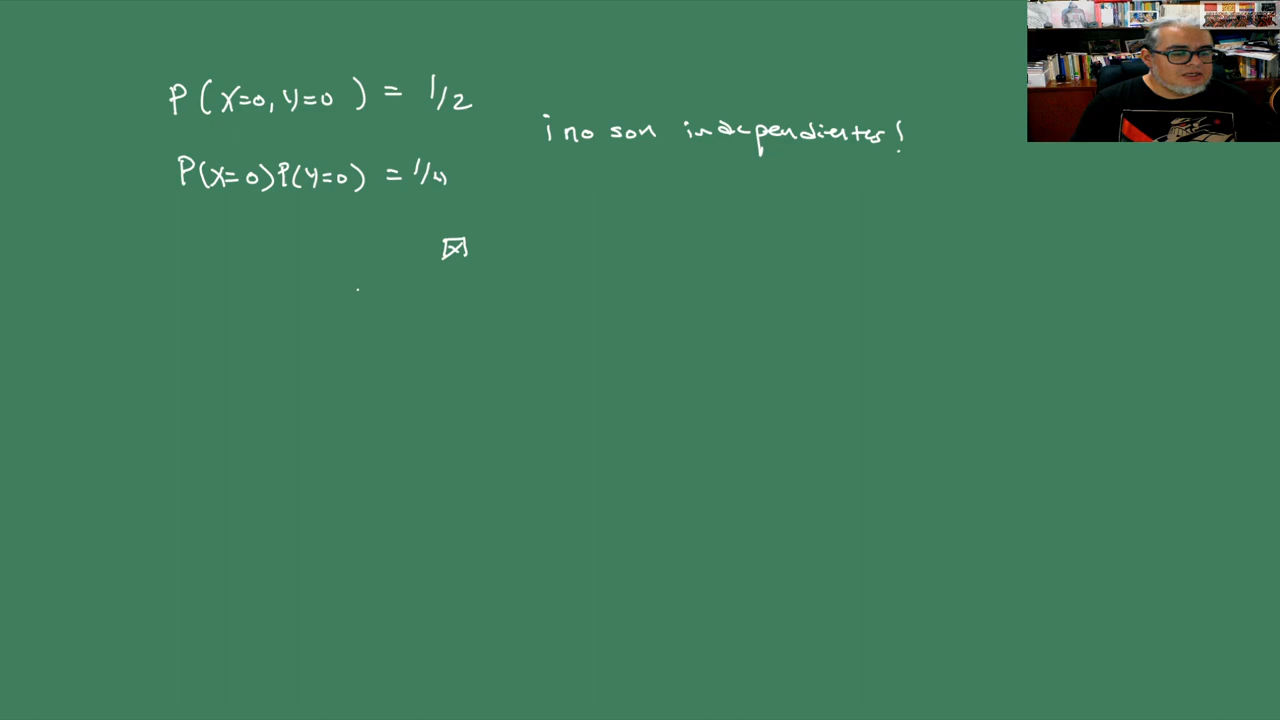 P(X=0, Y=0) = 1/2
¡no son independientes!
P(X=0)P(Y=0) = 1/4